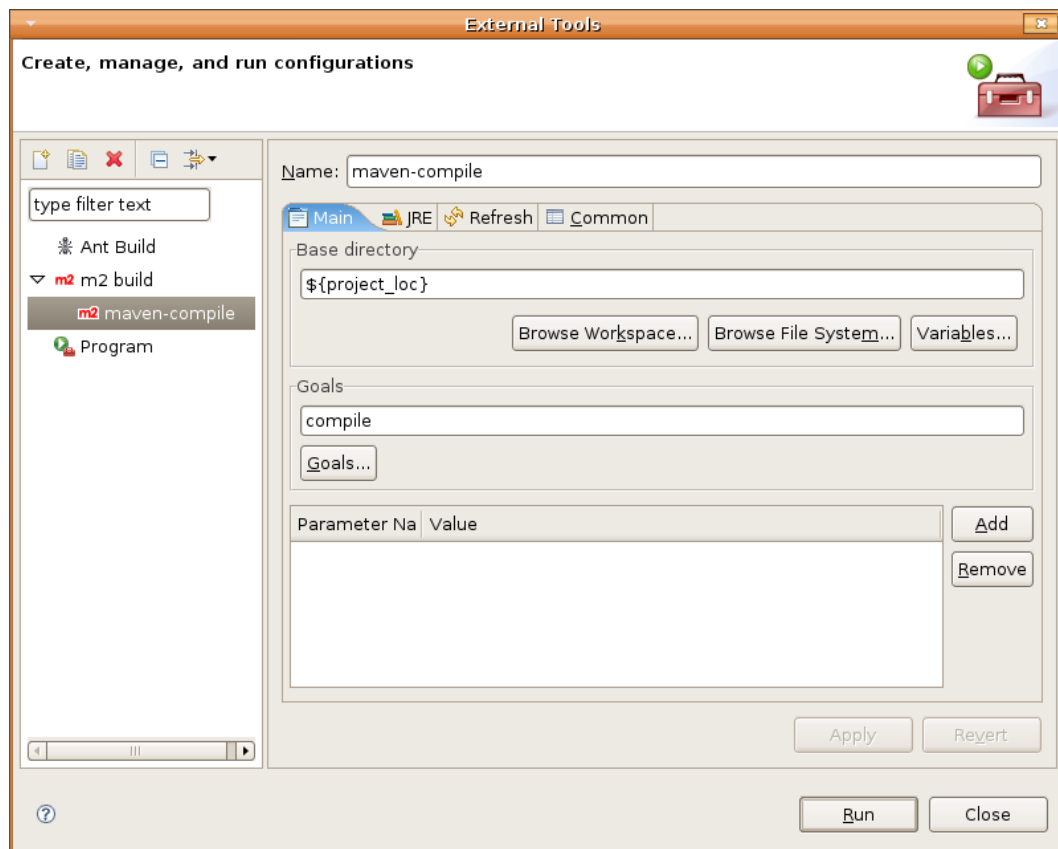 External Tools
Create, manage, and run configurations
type filter text
Ant Build
m2 m2 build
m2 maven-compile
Program
Name: maven-compile
Main JRE Refresh Common
Base directory
${project_loc}
Browse Workspace... Browse File System... Variables...
Goals
compile
Goals...
Parameter Na Value
Add
Remove
Apply Revert
? Run Close